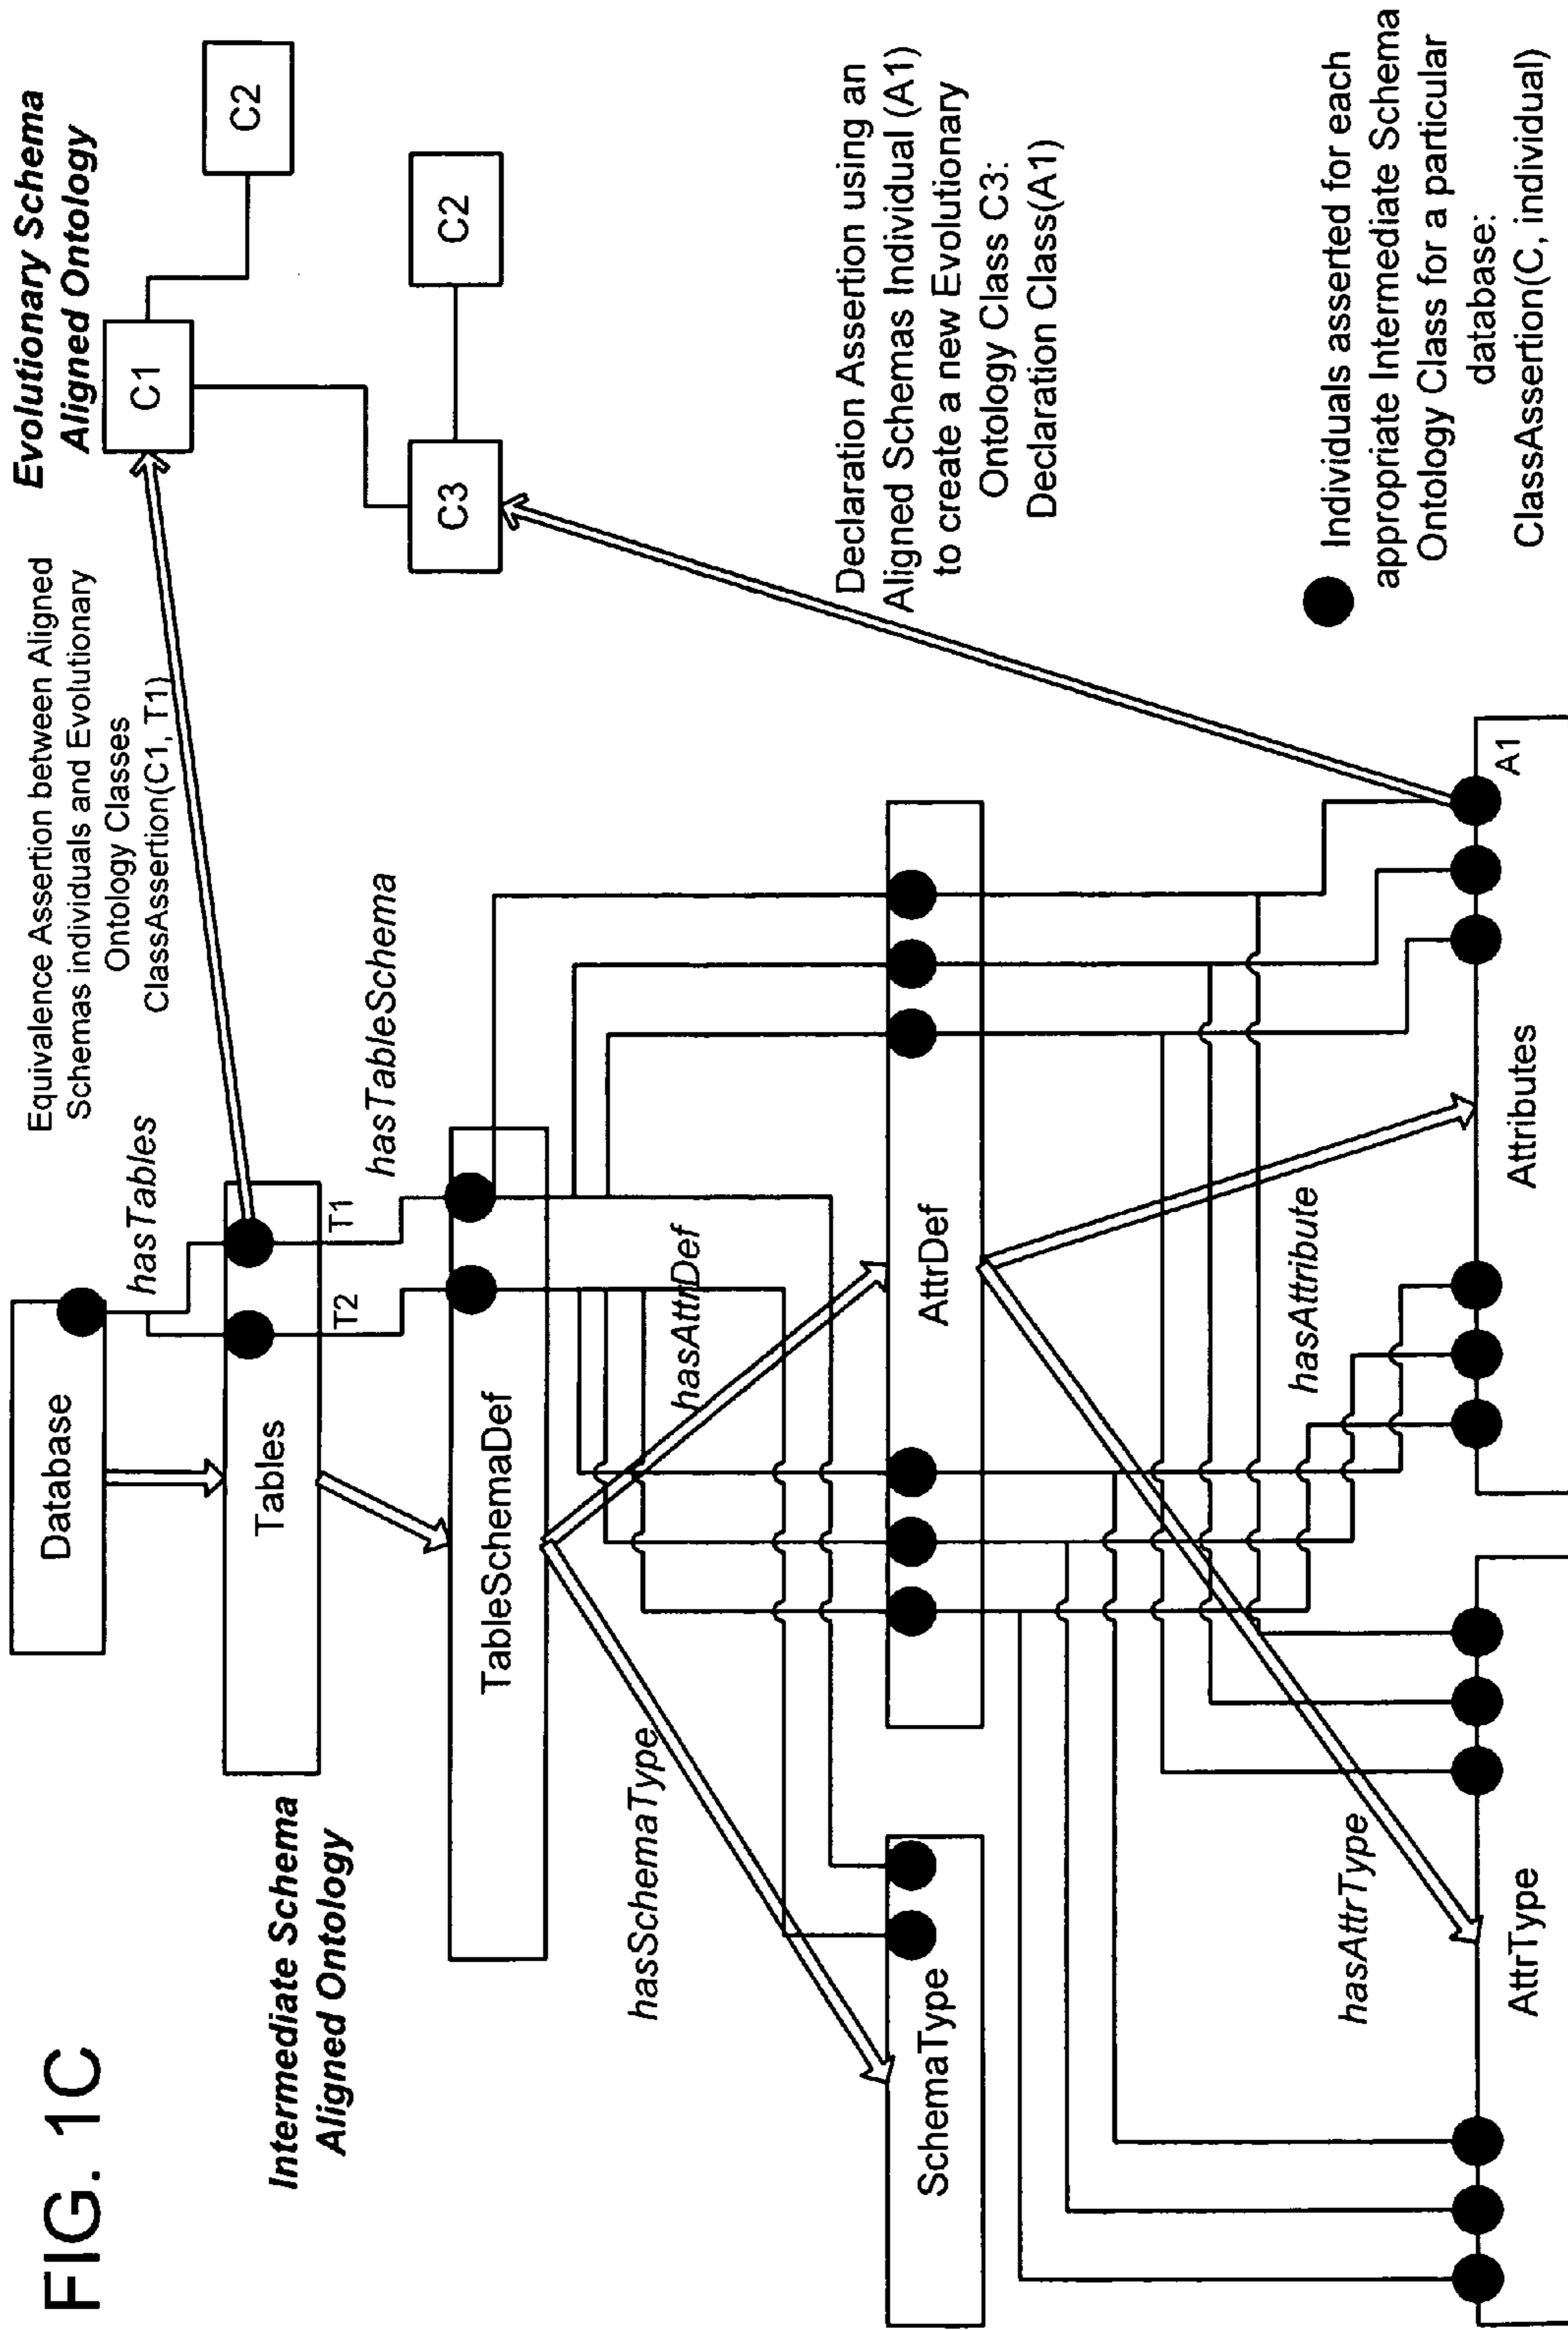 FIG. 1C
Intermediate Schema
Aligned Ontology
Evolutionary Schema
Aligned Ontology
Database
hasTables
Equivalence Assertion between Aligned
Schemas individuals and Evolutionary
Ontology Classes
ClassAssertion(C1, T1)
C1
C2
Tables
T2
T1
hasTableSchema
C3
C2
TableSchemaDef
hasSchemaType
hasAttrDef
SchemaType
AttrDef
Declaration Assertion using an
Aligned Schemas Individual (A1)
to create a new Evolutionary
Ontology Class C3:
Declaration Class(A1)
hasAttrType
hasAttribute
AttrType
Attributes
A1
Individuals asserted for each
appropriate Intermediate Schema
Ontology Class for a particular
database:
ClassAssertion(C, individual)